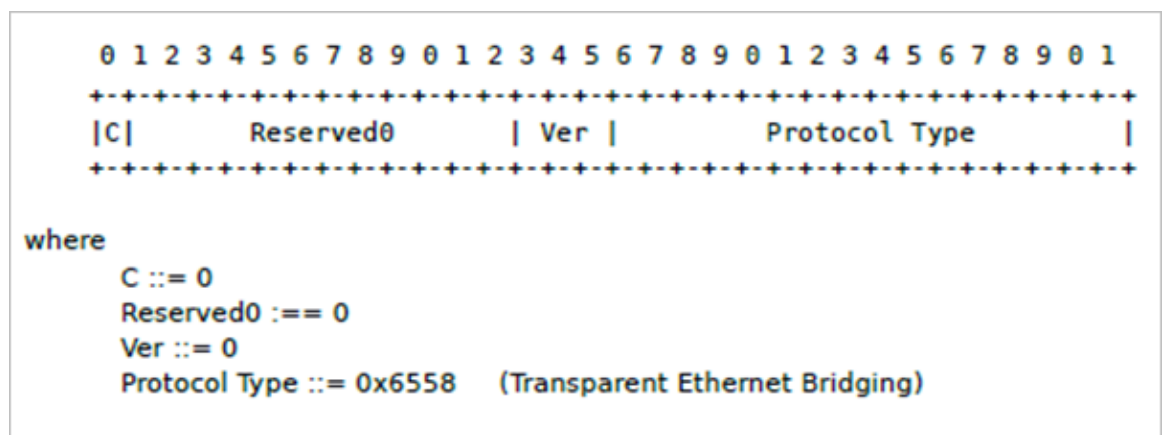 0 1 2 3 4 5 6 7 8 9 0 1 2 3 4 5 6 7 8 9 0 1 2 3 4 5 6 7 8 9 0 1
+-+-+-+-+-+-+-+-+-+-+-+-+-+-+-+-+-+-+-+-+-+-+-+-+-+-+-+-+-+-+-+-+
|C|       Reserved0       | Ver |         Protocol Type         |
+-+-+-+-+-+-+-+-+-+-+-+-+-+-+-+-+-+-+-+-+-+-+-+-+-+-+-+-+-+-+-+-+
where
C ::= 0
Reserved0 :== 0
Ver ::= 0
Protocol Type ::= 0x6558 (Transparent Ethernet Bridging)